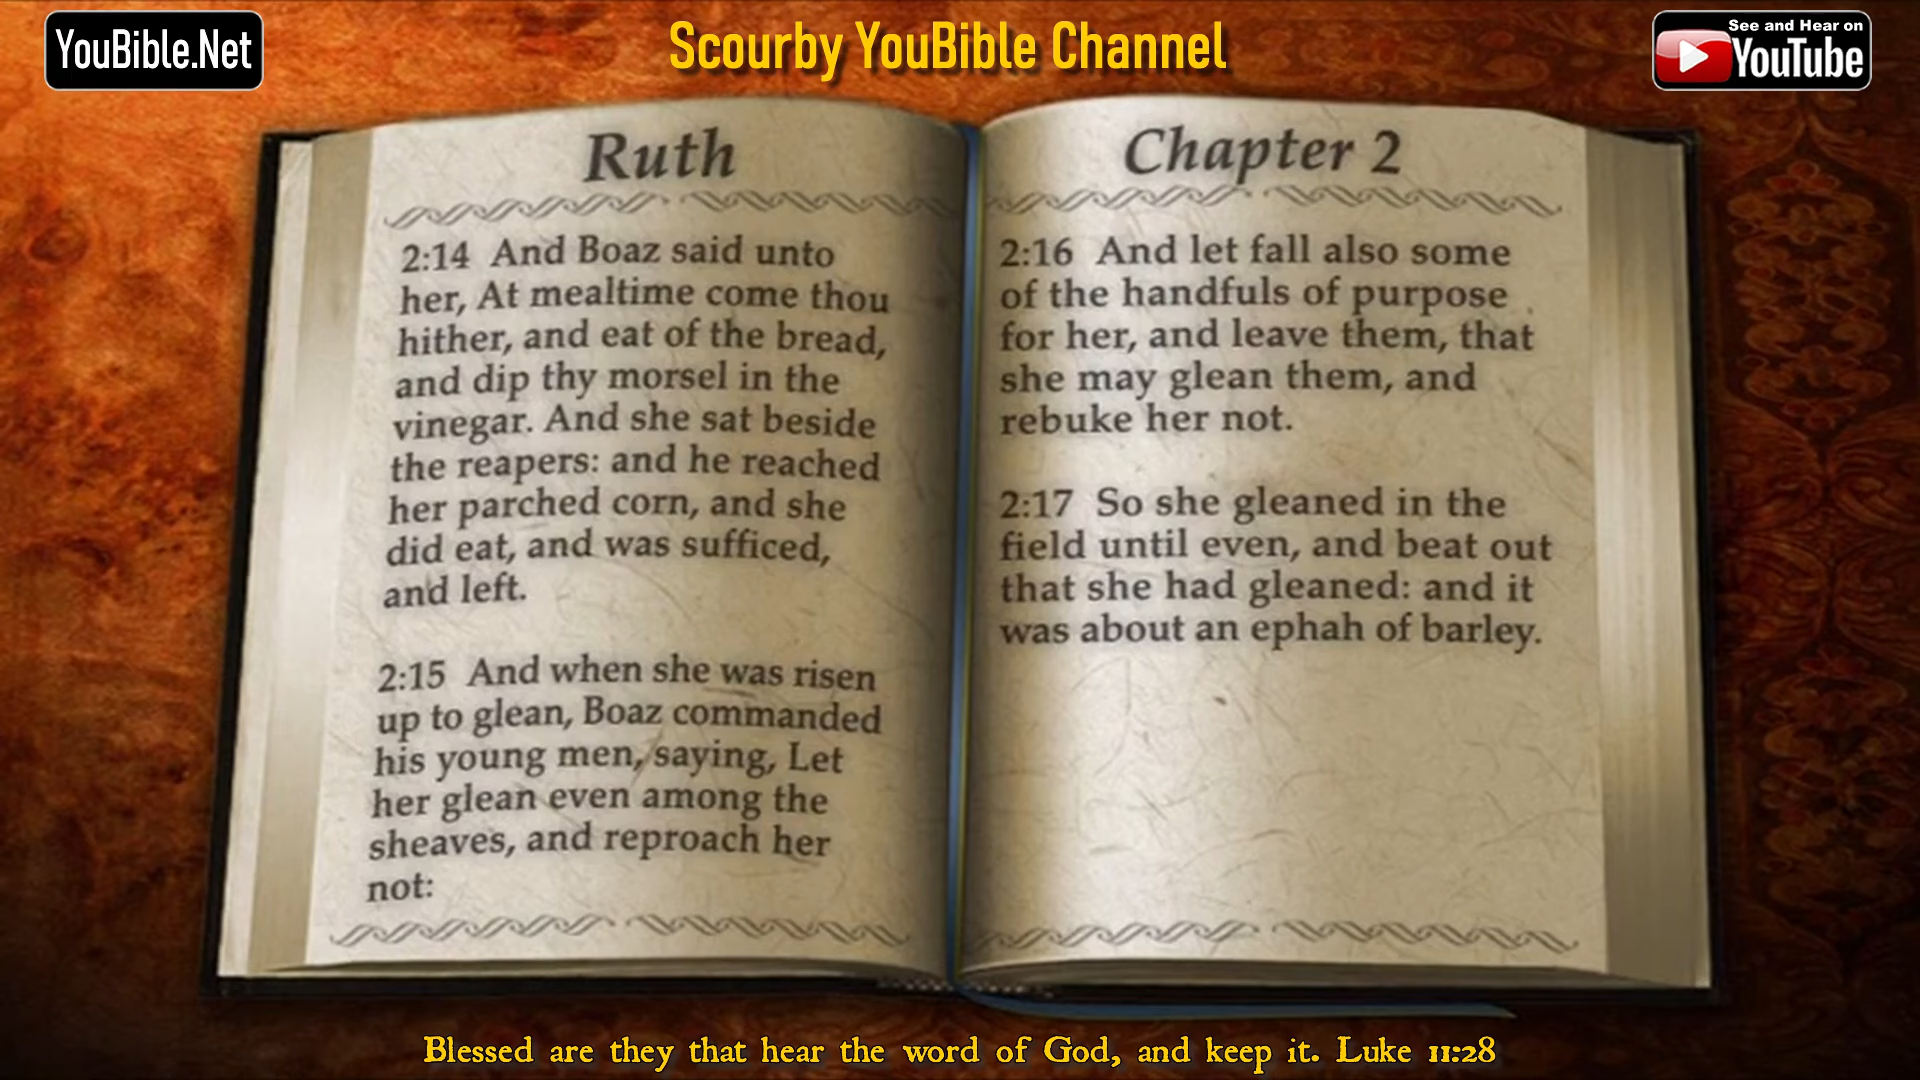 YouBible.Net
Scourby YouBible Channel
See and Hear on
YouTube
Ruth
2:14 And Boaz said unto
her, At mealtime come thou
hither, and eat of the bread,
and dip thy morsel in the
vinegar. And she sat beside
the reapers: and he reached
her parched corn, and she
did eat, and was sufficed,
and left.
2:15 And when she was risen
up to glean, Boaz commanded
his young men, saying, Let
her glean even among the
sheaves, and reproach her
not:
Chapter 2
2:16 And let fall also some
of the handfuls of purpose
for her, and leave them, that
she may glean them, and
rebuke her not.
2:17 So she gleaned in the
field until even, and beat out
that she had gleaned: and it
was about an ephah of barley.
Blessed are they that hear the word of God, and keep it. Luke 11:28